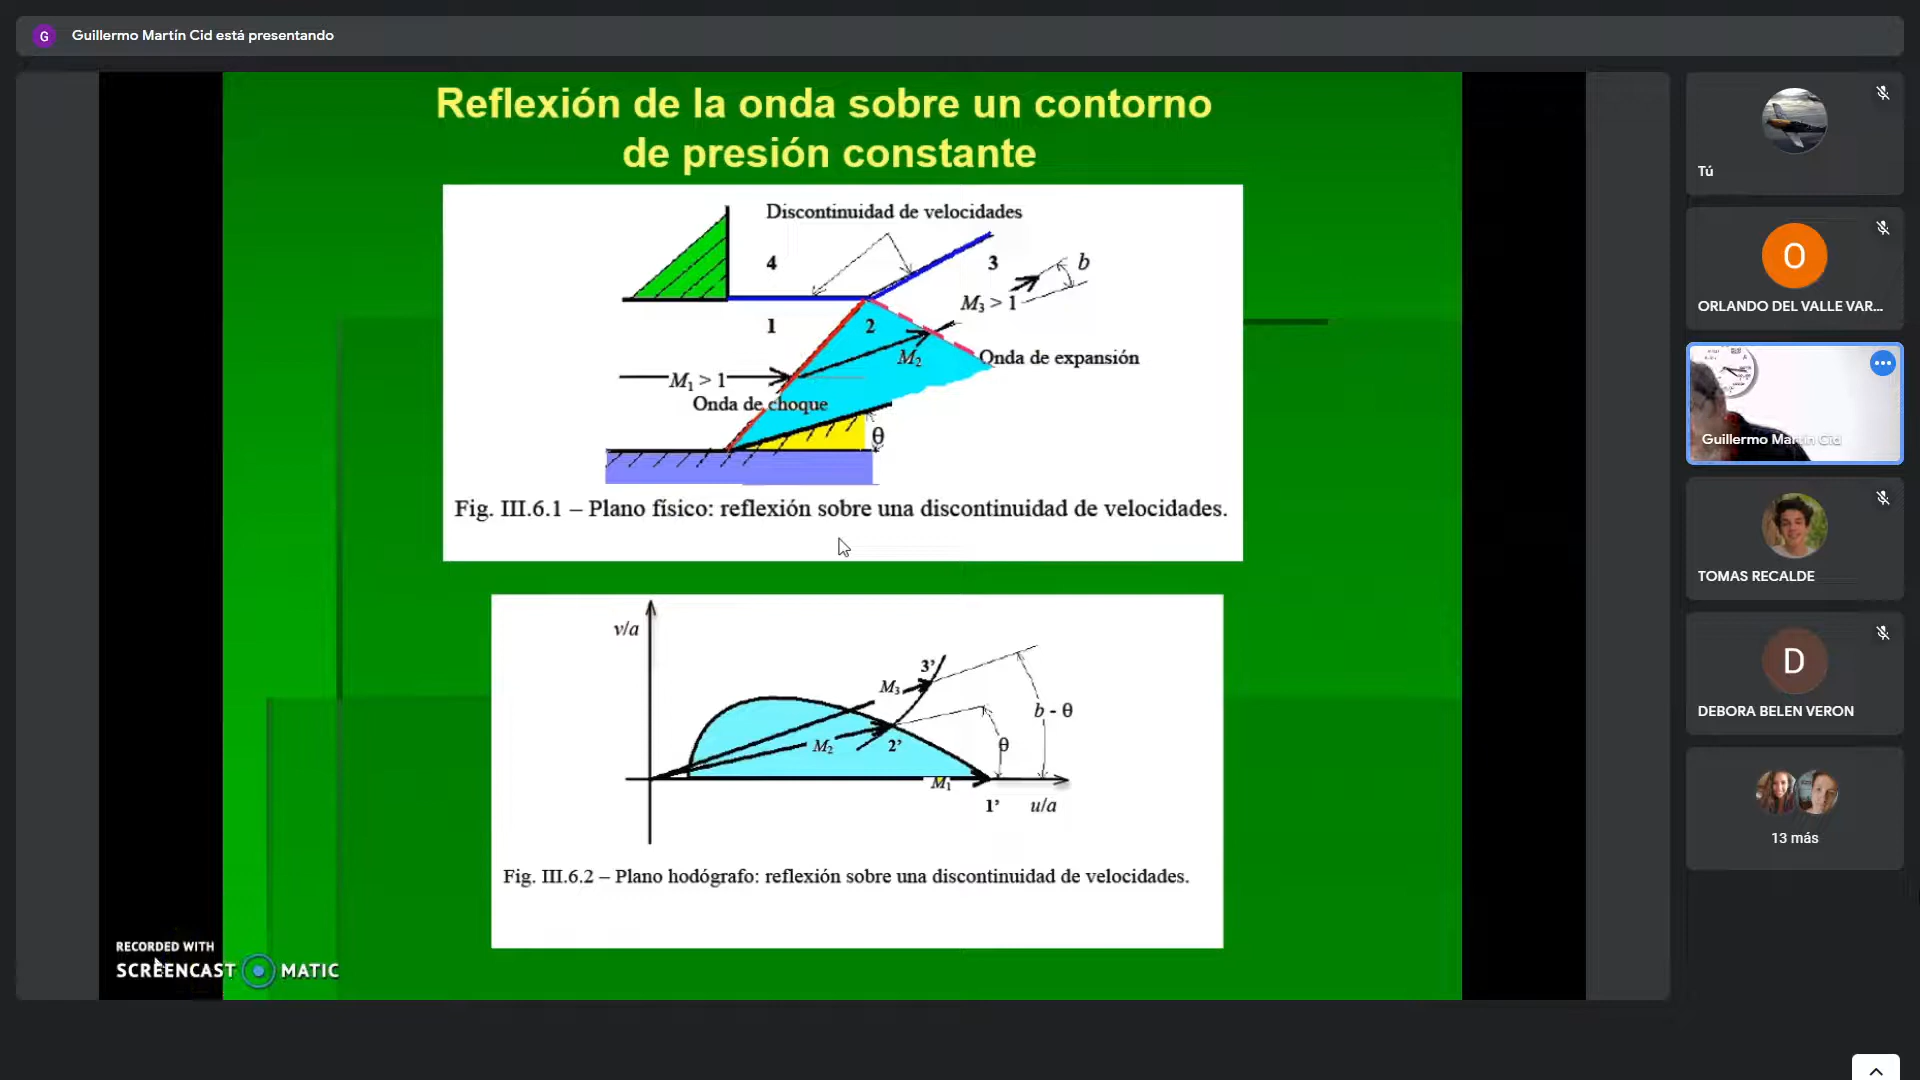 G Guillermo Martín Cid está presentando
Reflexión de la onda sobre un contorno
de presión constante
Discontinuidad de velocidades
4
3
b
M3 > 1
1
2
M2
Onda de expansión
M1 > 1
Onda de choque
θ
Fig. III.6.1 – Plano físico: reflexión sobre una discontinuidad de velocidades.
v/a
3’
M3
b - θ
M2
2’
θ
M1
1’
u/a
Fig. III.6.2 – Plano hodógrafo: reflexión sobre una discontinuidad de velocidades.
RECORDED WITH
SCREENCAST MATIC
Tú
O
ORLANDO DEL VALLE VAR...
Guillermo Martín Cid
TOMAS RECALDE
D
DEBORA BELEN VERON
13 más